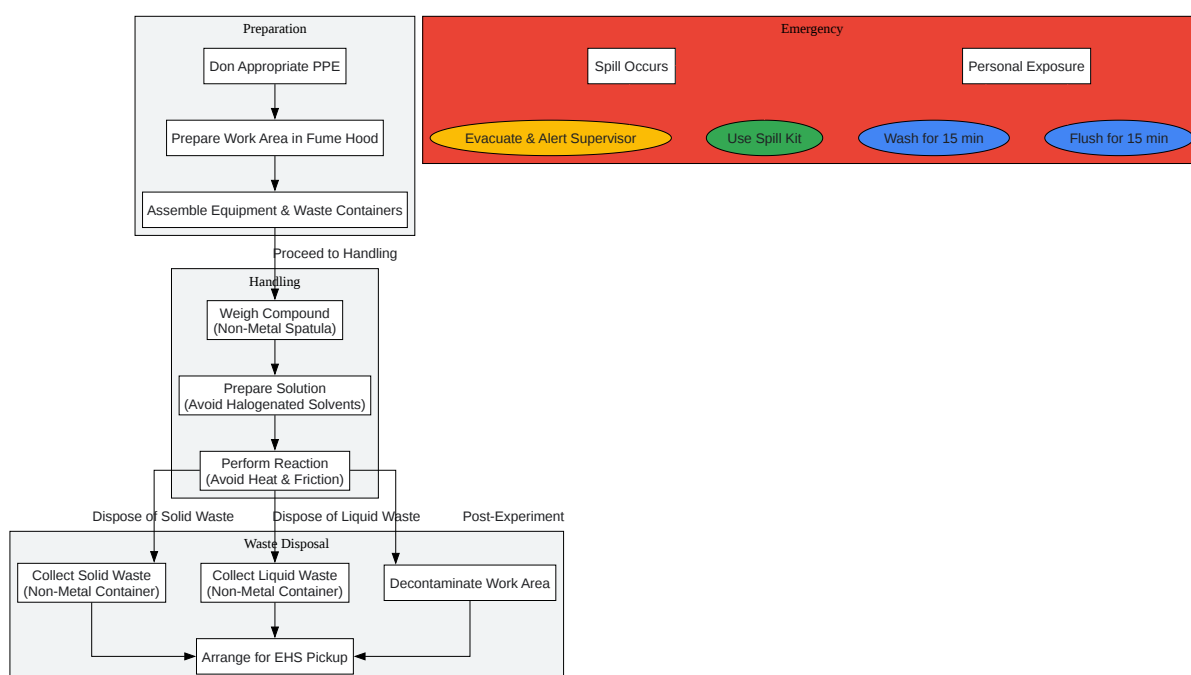 Preparation
Don Appropriate PPE
Prepare Work Area in Fume Hood
Assemble Equipment & Waste Containers
Emergency
Spill Occurs
Personal Exposure
Evacuate & Alert Supervisor
Use Spill Kit
Wash for 15 min
Flush for 15 min
Proceed to Handling
Handling
Weigh Compound
(Non-Metal Spatula)
Prepare Solution
(Avoid Halogenated Solvents)
Perform Reaction
(Avoid Heat & Friction)
Dispose of Solid Waste
Dispose of Liquid Waste
Post-Experiment
Waste Disposal
Collect Solid Waste
(Non-Metal Container)
Collect Liquid Waste
(Non-Metal Container)
Decontaminate Work Area
Arrange for EHS Pickup